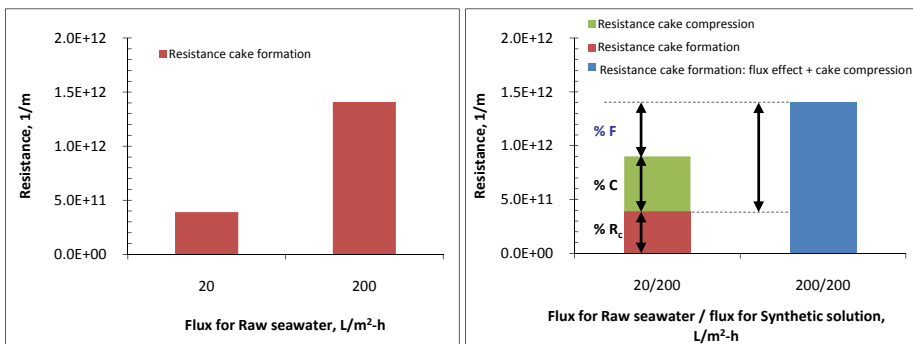 2.0E+12
1.5E+12
1.0E+12
5.0E+11
0.0E+00
Resistance, 1/m
Resistance cake formation
20
200
Flux for Raw seawater, L/m²-h
Resistance cake compression
Resistance cake formation
Resistance cake formation: flux effect + cake compression
2.0E+12
1.5E+12
1.0E+12
5.0E+11
0.0E+00
Resistance, 1/m
% F
% C
% Rc
20/200
200/200
Flux for Raw seawater / flux for Synthetic solution,
L/m²-h